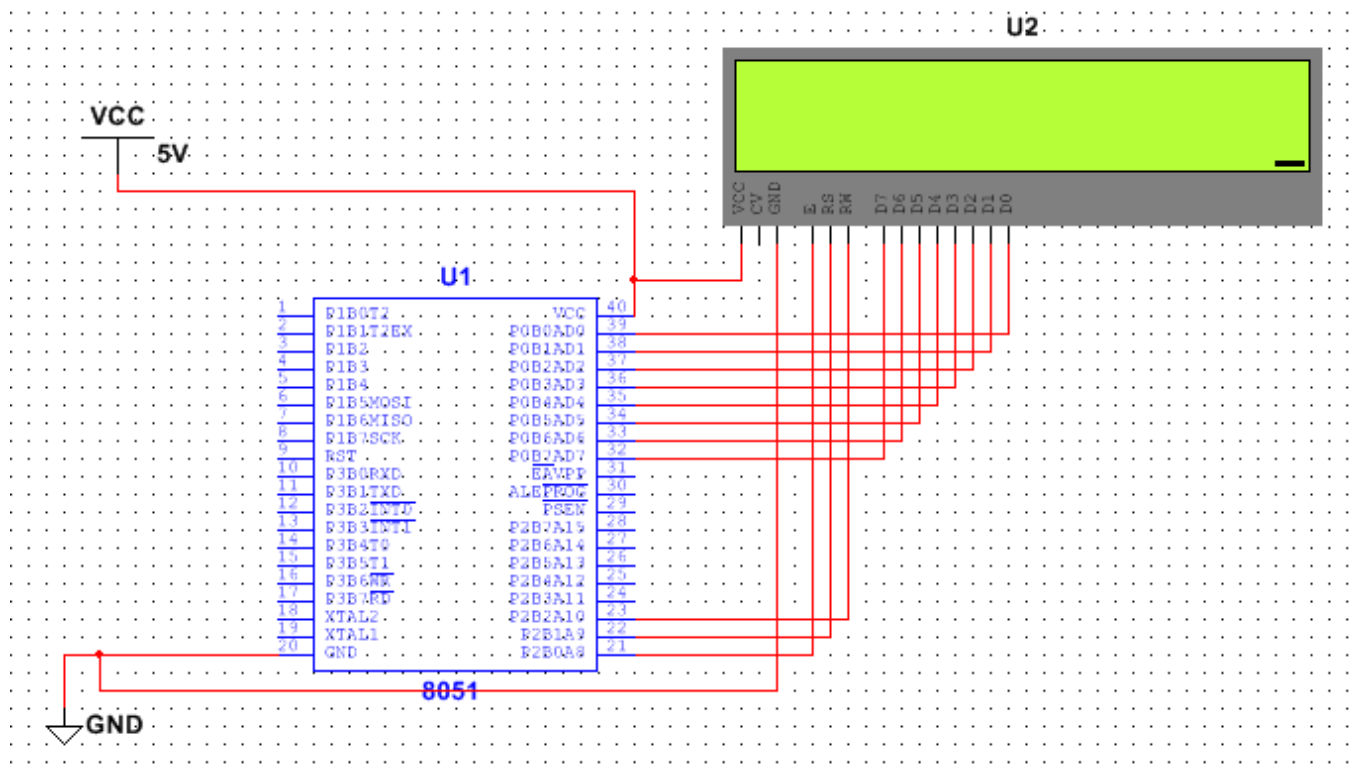 U2
VCC
5V
VCC
CV
GND
E
RS
RW
D7
D6
D5
D4
D3
D2
D1
D0
U1
1 P1B0T2 VCC 40
2 P1B1T2EX P0B0AD0 39
3 P1B2 P0B1AD1 38
4 P1B3 P0B2AD2 37
5 P1B4 P0B3AD3 36
6 P1B5MOSI P0B4AD4 35
7 P1B6MISO P0B5AD5 34
8 P1B7SCK P0B6AD6 33
9 RST P0B7AD7 32
10 P3B0RXD EAVPP 31
11 P3B1TXD ALEPROG 30
12 P3B2INT0 PSEN 29
13 P3B3INT1 P2B7A15 28
14 P3B4T0 P2B6A14 27
15 P3B5T1 P2B5A13 26
16 P3B6WR P2B4A12 25
17 P3B7RD P2B3A11 24
18 XTAL2 P2B2A10 23
19 XTAL1 P2B1A9 22
20 GND P2B0A8 21
8051
GND